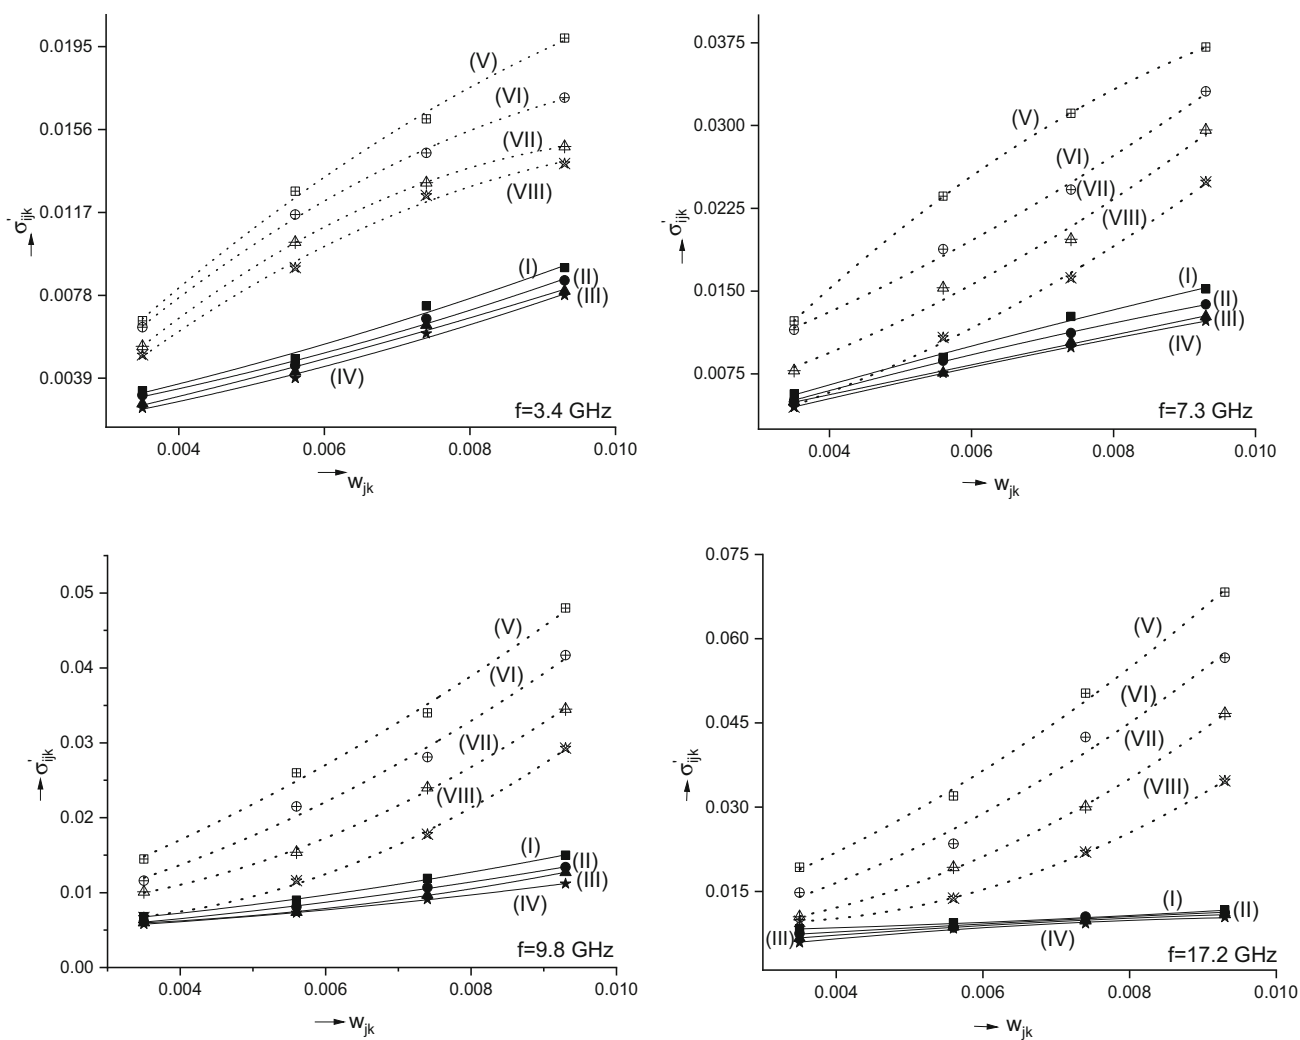 0.0195
0.0156
0.0117
0.0078
0.0039
σ'ijk
(V)
(VI)
(VII)
(VIII)
(I)
(II)
(III)
(IV)
f=3.4 GHz
0.004 0.006 0.008 0.010
wjk
0.0375
0.0300
0.0225
0.0150
0.0075
σ'ijk
(V)
(VI)
(VII)
(VIII)
(I)
(II)
(III)
(IV)
f=7.3 GHz
0.004 0.006 0.008 0.010
wjk
0.05
0.04
0.03
0.02
0.01
0.00
σ'ijk
(V)
(VI)
(VII)
(VIII)
(I)
(II)
(III)
(IV)
f=9.8 GHz
0.004 0.006 0.008 0.010
wjk
0.075
0.060
0.045
0.030
0.015
σ'ijk
(V)
(VI)
(VII)
(VIII)
(I)
(II)
(III)
(IV)
f=17.2 GHz
0.004 0.006 0.008 0.010
wjk